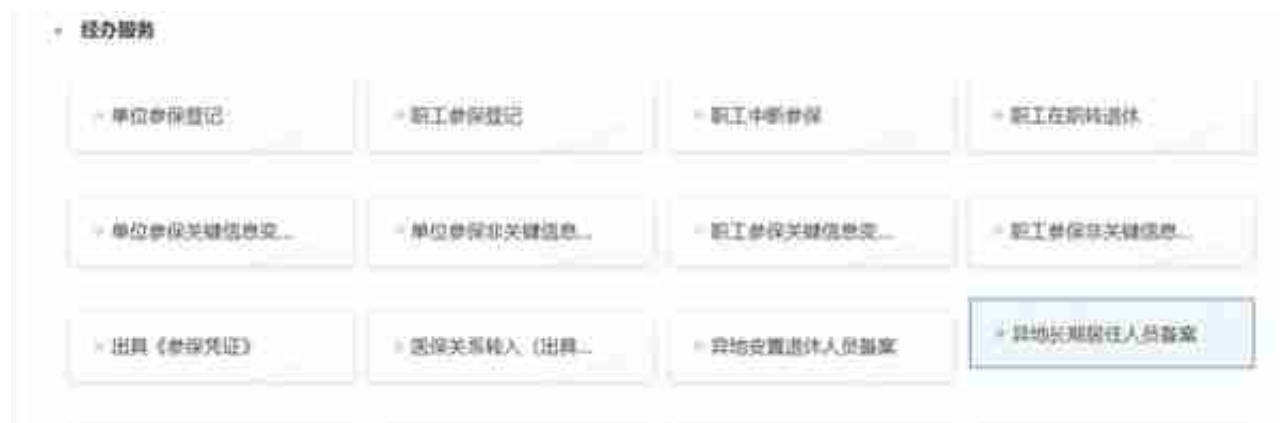 经办服务
单位参保登记
职工参保登记
职工中断参保
职工在职转退休
单位参保关键信息变...
单位参保非关键信息...
职工参保关键信息变...
职工参保非关键信息...
出具《参保凭证》
医保关系转入（出具...
异地安置退休人员备案
异地长期居住人员备案